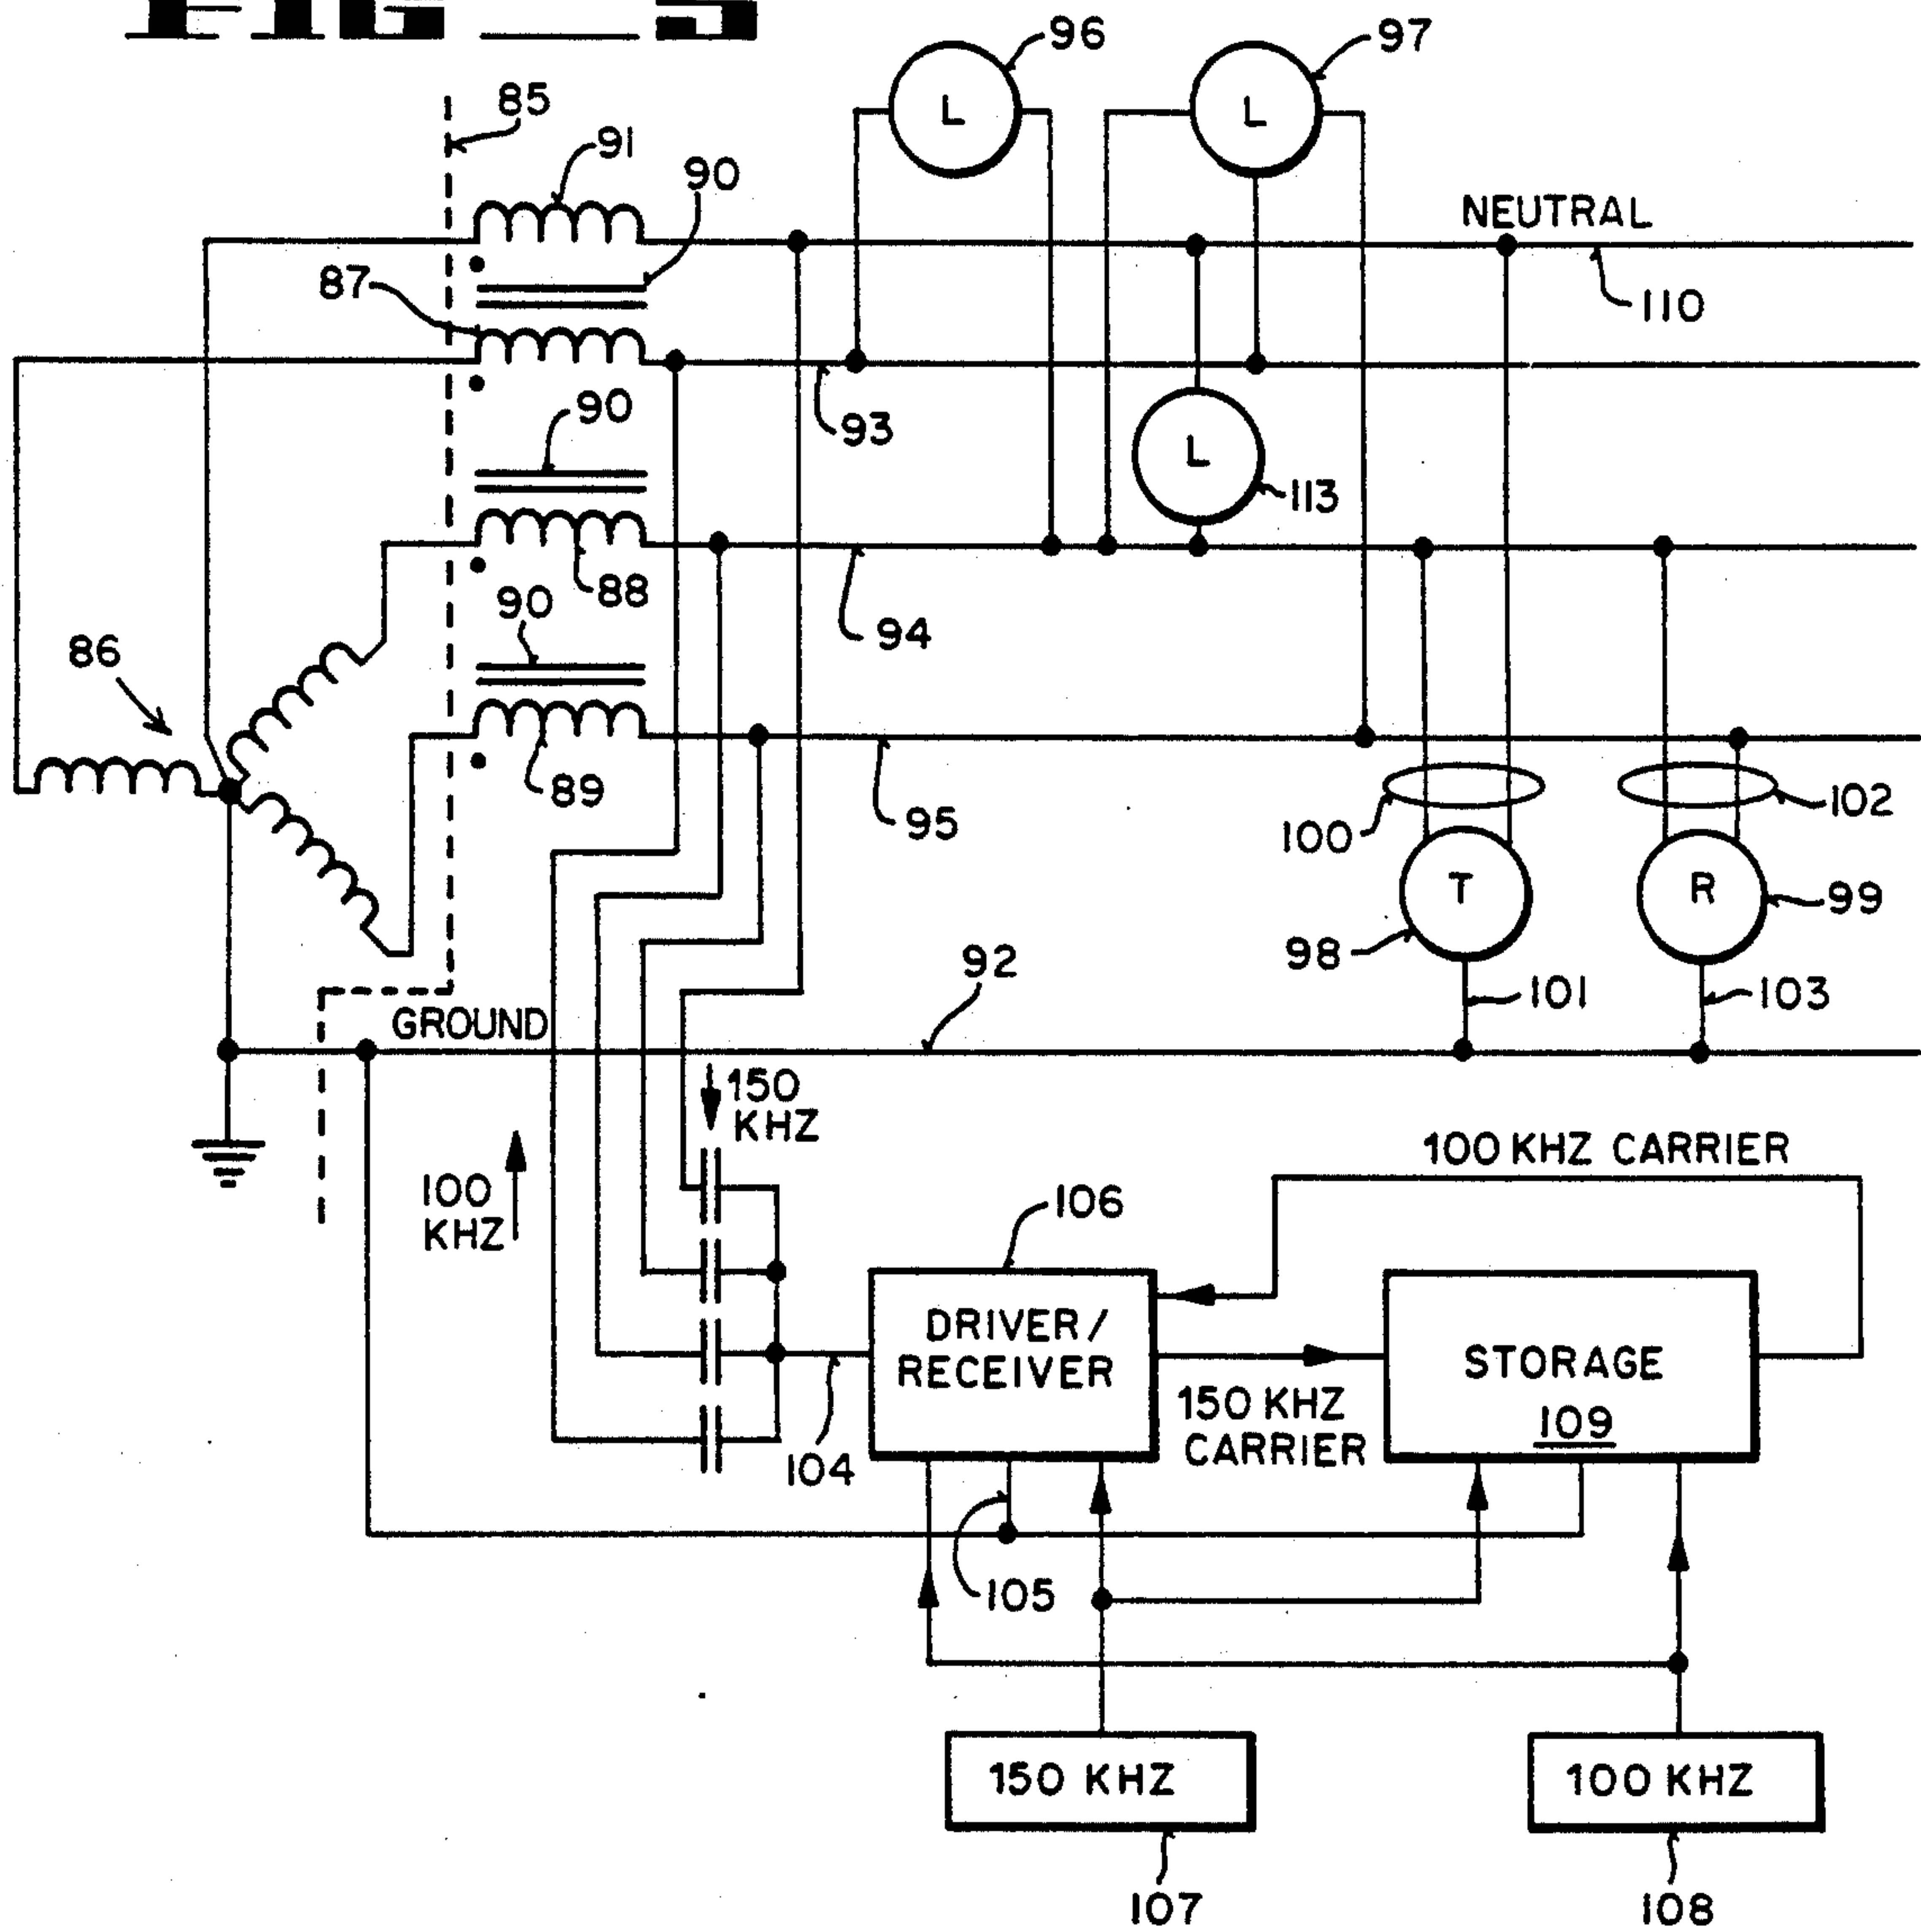 FIG_5
96
97
L
L
85
91
90
NEUTRAL
87
110
90
93
L
113
88
90
94
86
89
95
100
102
T
R
99
98
92
101
103
GROUND
150
KHZ
100 KHZ CARRIER
100
KHZ
106
DRIVER/
RECEIVER
STORAGE
109
150 KHZ
CARRIER
104
105
150 KHZ
100 KHZ
107
108